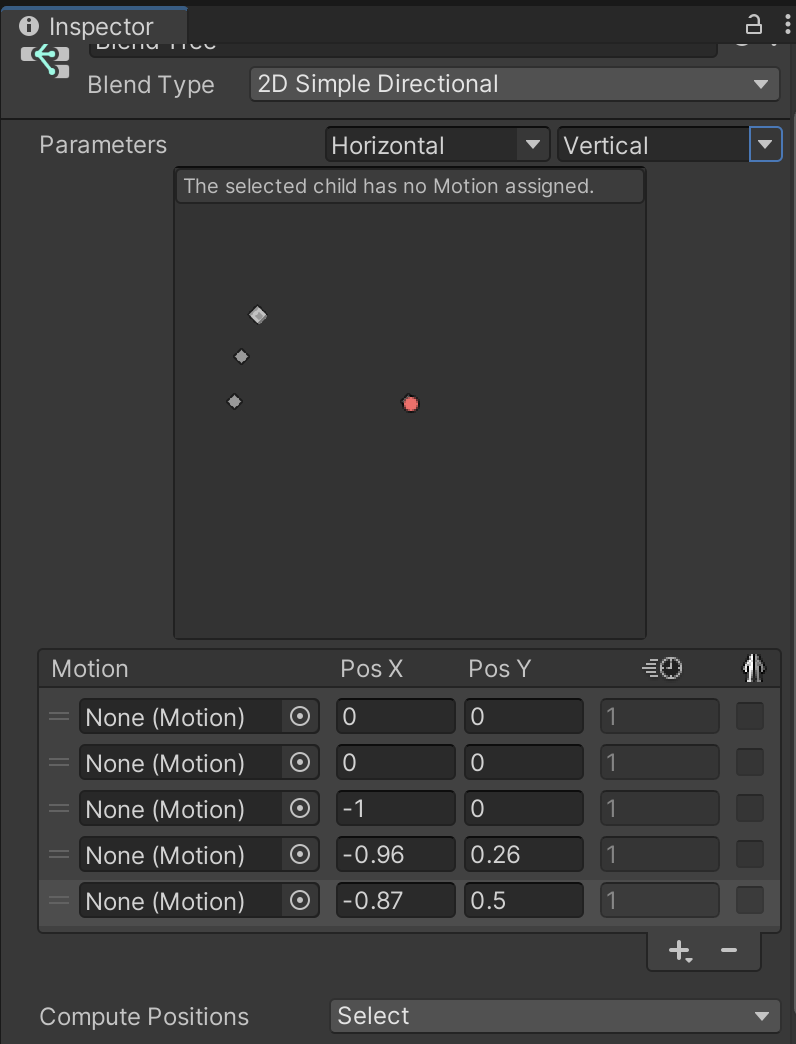 Inspector
Blend Tree
Blend Type 2D Simple Directional
Parameters Horizontal Vertical
The selected child has no Motion assigned.
Motion Pos X Pos Y
None (Motion) 0 0 1
None (Motion) 0 0 1
None (Motion) -1 0 1
None (Motion) -0.96 0.26 1
None (Motion) -0.87 0.5 1
Compute Positions Select